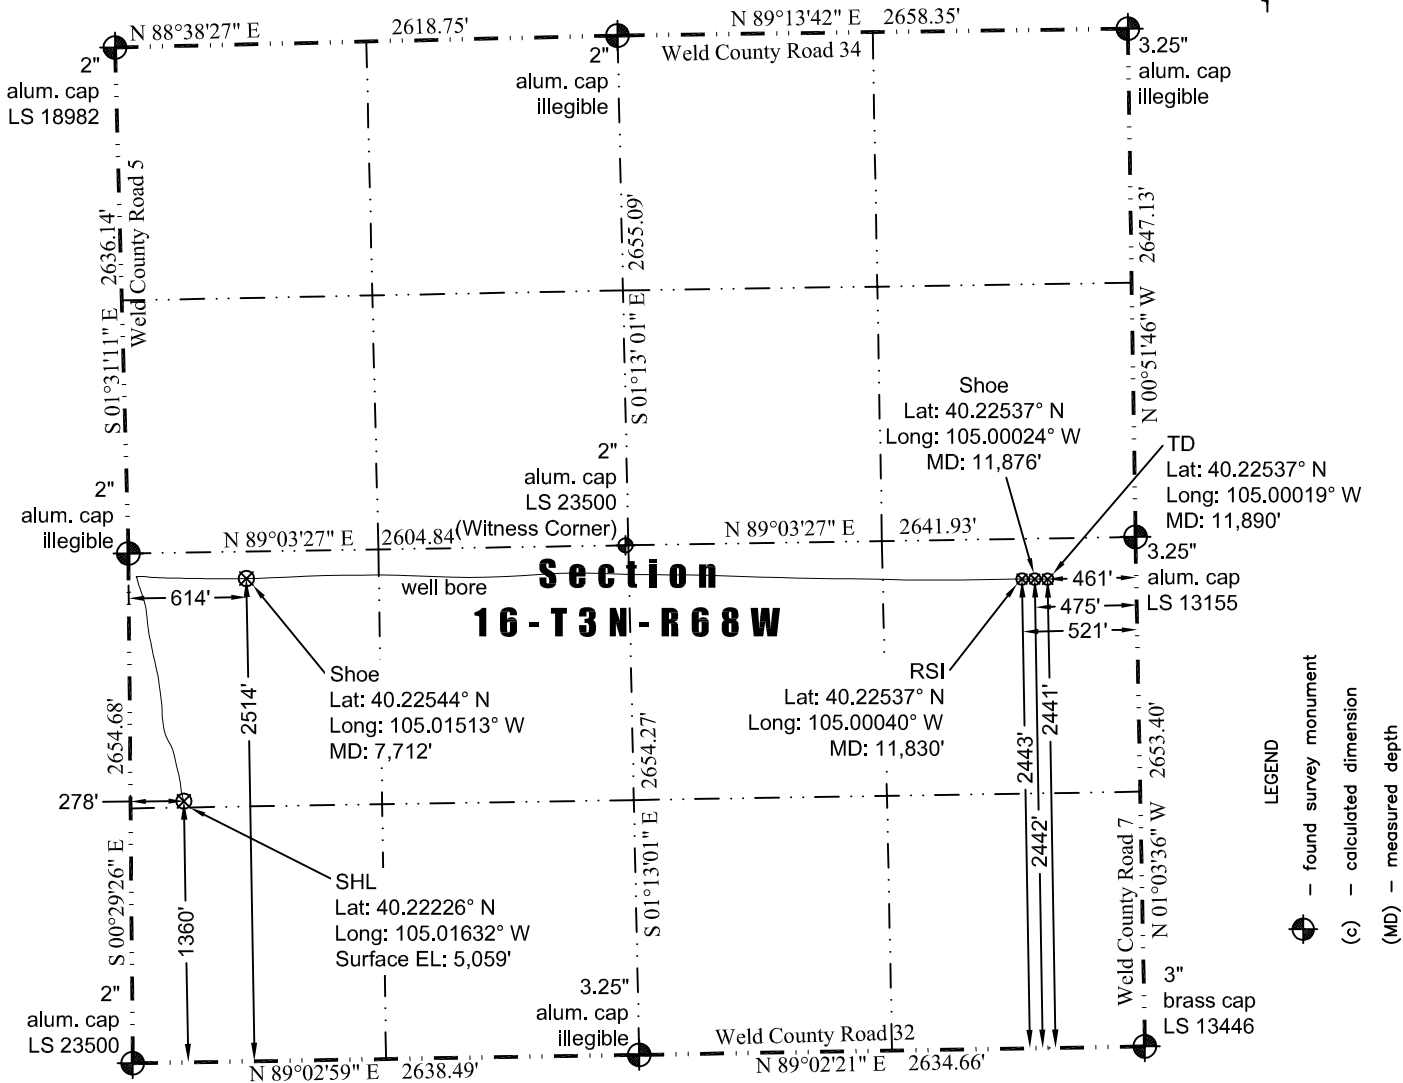 N 88°38'27" E
2618.75'
N 89°13'42" E
2658.35'
Weld County Road 34
2"
alum. cap
LS 18982
2"
alum. cap
illegible
3.25"
alum. cap
illegible
Weld County Road 5
2636.14'
S 01°31'11" E
2655.09'
S 01°13' 01" E
2647.13'
N 00°51'46" W
Shoe
Lat: 40.22537° N
Long: 105.00024° W
MD: 11,876'
TD
Lat: 40.22537° N
Long: 105.00019° W
MD: 11,890'
2"
alum. cap
illegible
2"
alum. cap
LS 23500
(Witness Corner)
N 89°03'27" E
2604.84'
N 89°03'27" E
2641.93'
3.25"
alum. cap
LS 13155
well bore
Section
16-T3N-R68W
614'
461'
475'
521'
Shoe
Lat: 40.22544° N
Long: 105.01513° W
MD: 7,712'
RSI
Lat: 40.22537° N
Long: 105.00040° W
MD: 11,830'
2514'
2443'
2442'
2441'
2654.68'
S 00°29'26" E
2654.27'
S 01°13'01" E
2653.40'
N 01°03'36" W
Weld County Road 7
278'
1360'
SHL
Lat: 40.22226° N
Long: 105.01632° W
Surface EL: 5,059'
2"
alum. cap
LS 23500
3.25"
alum. cap
illegible
3"
brass cap
LS 13446
Weld County Road 32
N 89°02'59" E
2638.49'
N 89°02'21" E
2634.66'
LEGEND
- found survey monument
(c) - calculated dimension
(MD) - measured depth